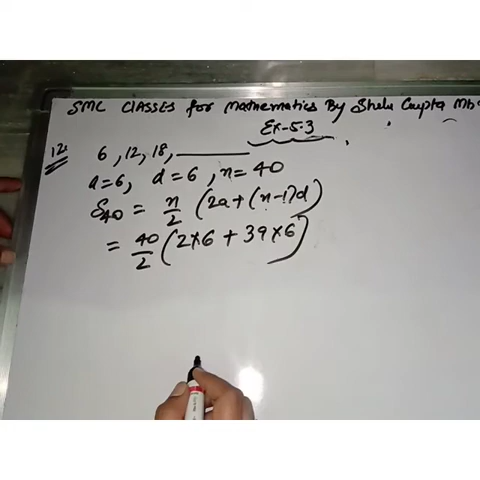 SMC CLASSES for Mathematics By Shelu Gupta
Ex-5.3
12. 6, 12, 18, ______
a=6, d=6, n=40
S₄₀ = n/2 (2a+(n-1)d)
= 40/2 (2×6 + 39×6)